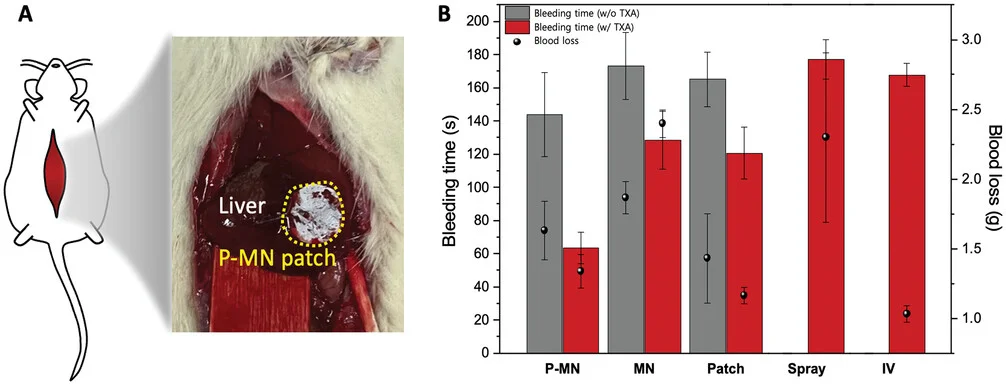 A
Liver
P-MN patch
B
Bleeding time (w/o TXA)
Bleeding time (w/ TXA)
Blood loss
Bleeding time (s)
200
180
160
140
120
100
80
60
40
20
0
3.0
2.5
2.0
1.5
1.0
Blood loss (g)
P-MN MN Patch Spray IV